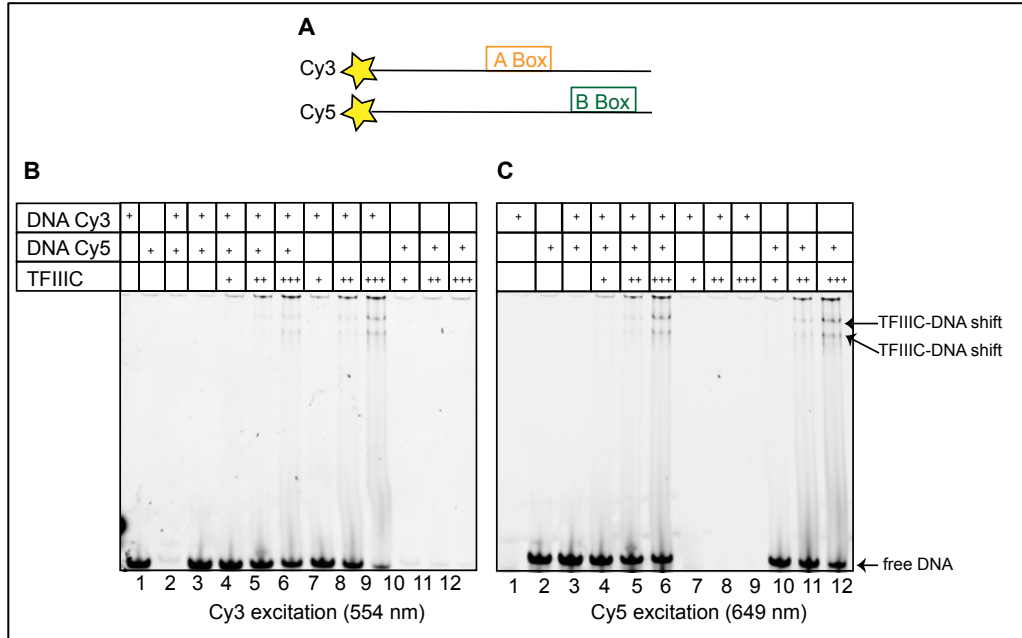 A
Cy3 A Box
Cy5 B Box
B
DNA Cy3 + + + + + + + + +
DNA Cy5 + + + + + + + + +
TFIIIC + ++ +++ + ++ +++ + ++ +++
1 2 3 4 5 6 7 8 9 10 11 12
Cy3 excitation (554 nm)
C
+ + + + + + + +
+ + + + + + + +
+ ++ +++ + ++ +++ + ++ +++
TFIIIC-DNA shift
TFIIIC-DNA shift
free DNA
1 2 3 4 5 6 7 8 9 10 11 12
Cy5 excitation (649 nm)